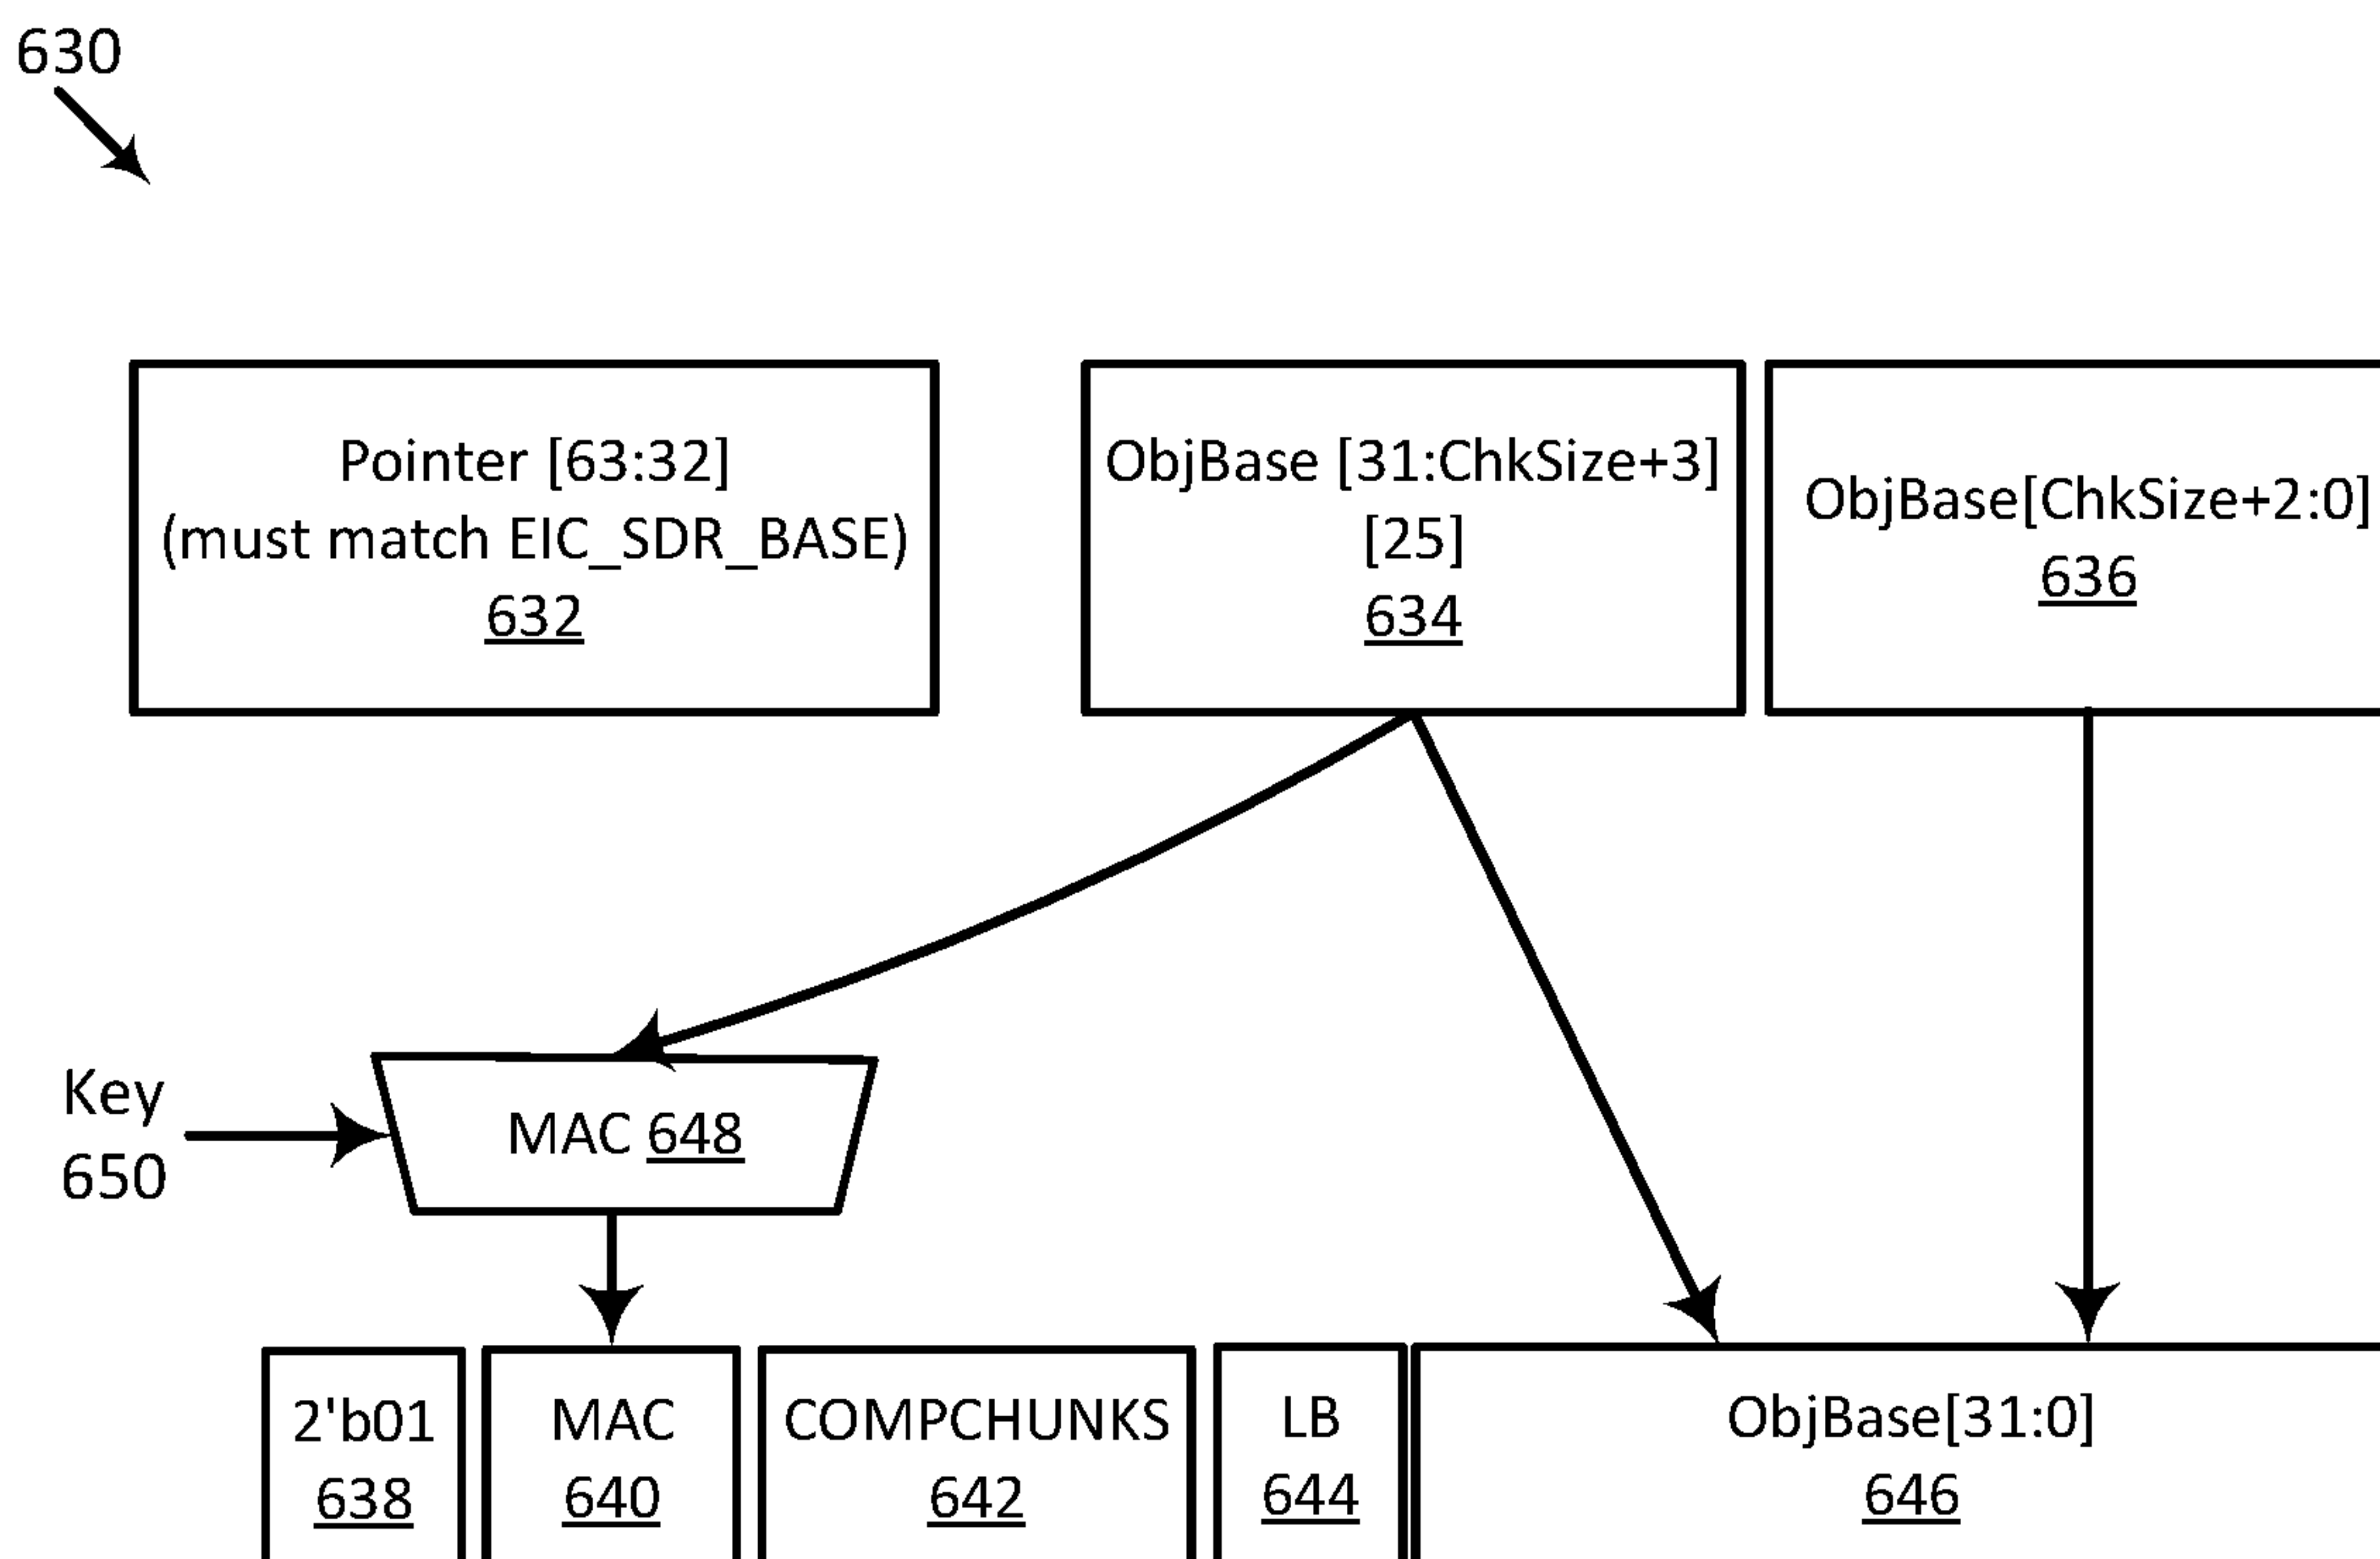 630
Pointer [63:32]
(must match EIC_SDR_BASE)
632
ObjBase [31:ChkSize+3]
[25]
634
ObjBase[ChkSize+2:0]
636
Key
650
MAC 648
2'b01
638
MAC
640
COMPCHUNKS
642
LB
644
ObjBase[31:0]
646